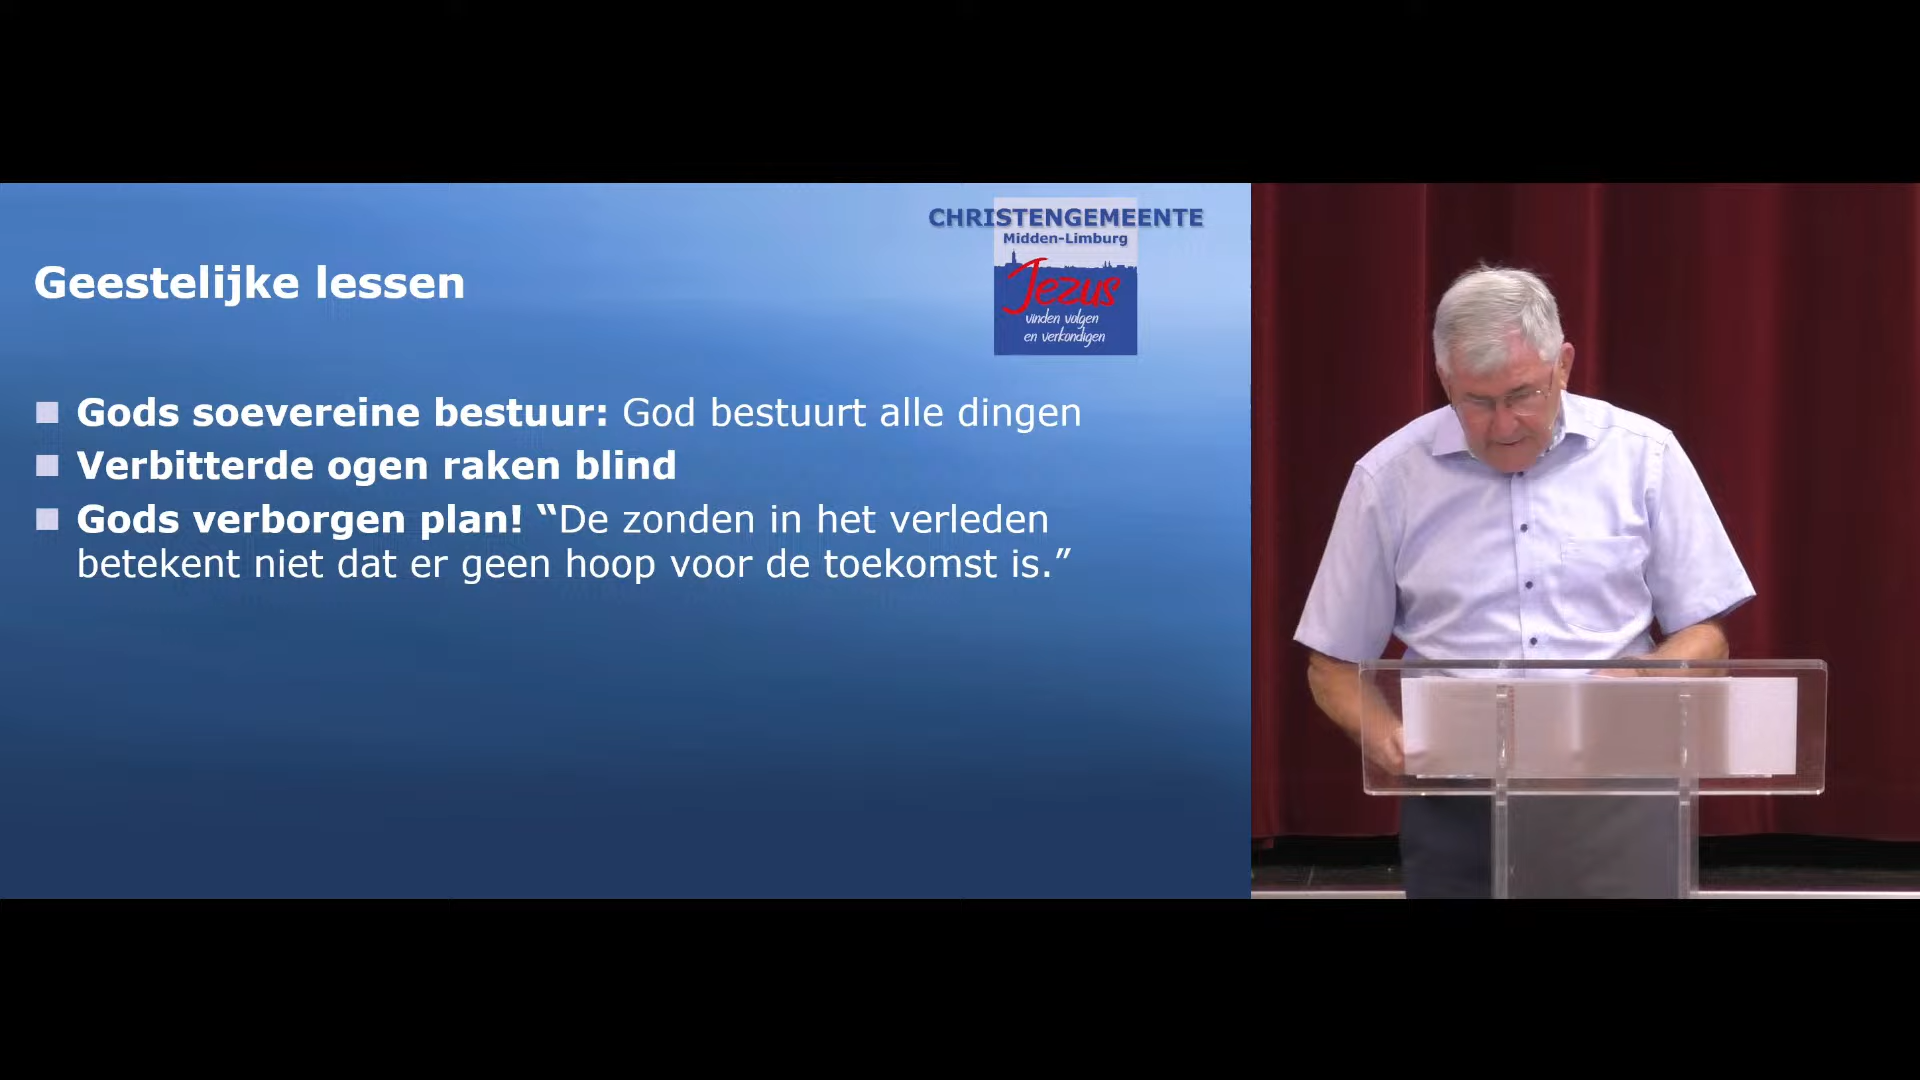 CHRISTENGEMEENTE
Midden-Limburg
Jezus
vinden volgen
en verkondigen
Geestelijke lessen
Gods soevereine bestuur: God bestuurt alle dingen
Verbitterde ogen raken blind
Gods verborgen plan! “De zonden in het verleden
betekent niet dat er geen hoop voor de toekomst is.”